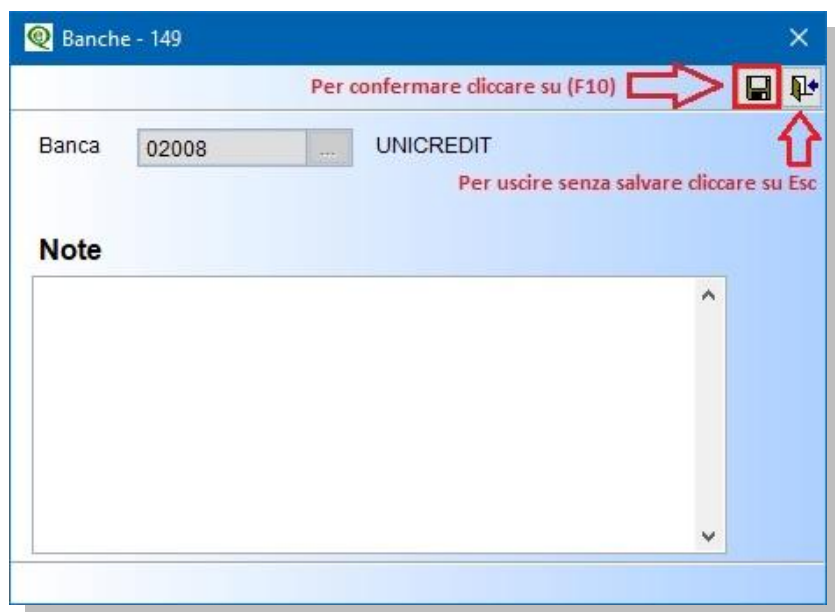 Banche - 149
Per confermare cliccare su (F10)
Banca 02008 ... UNICREDIT
Per uscire senza salvare cliccare su Esc
Note